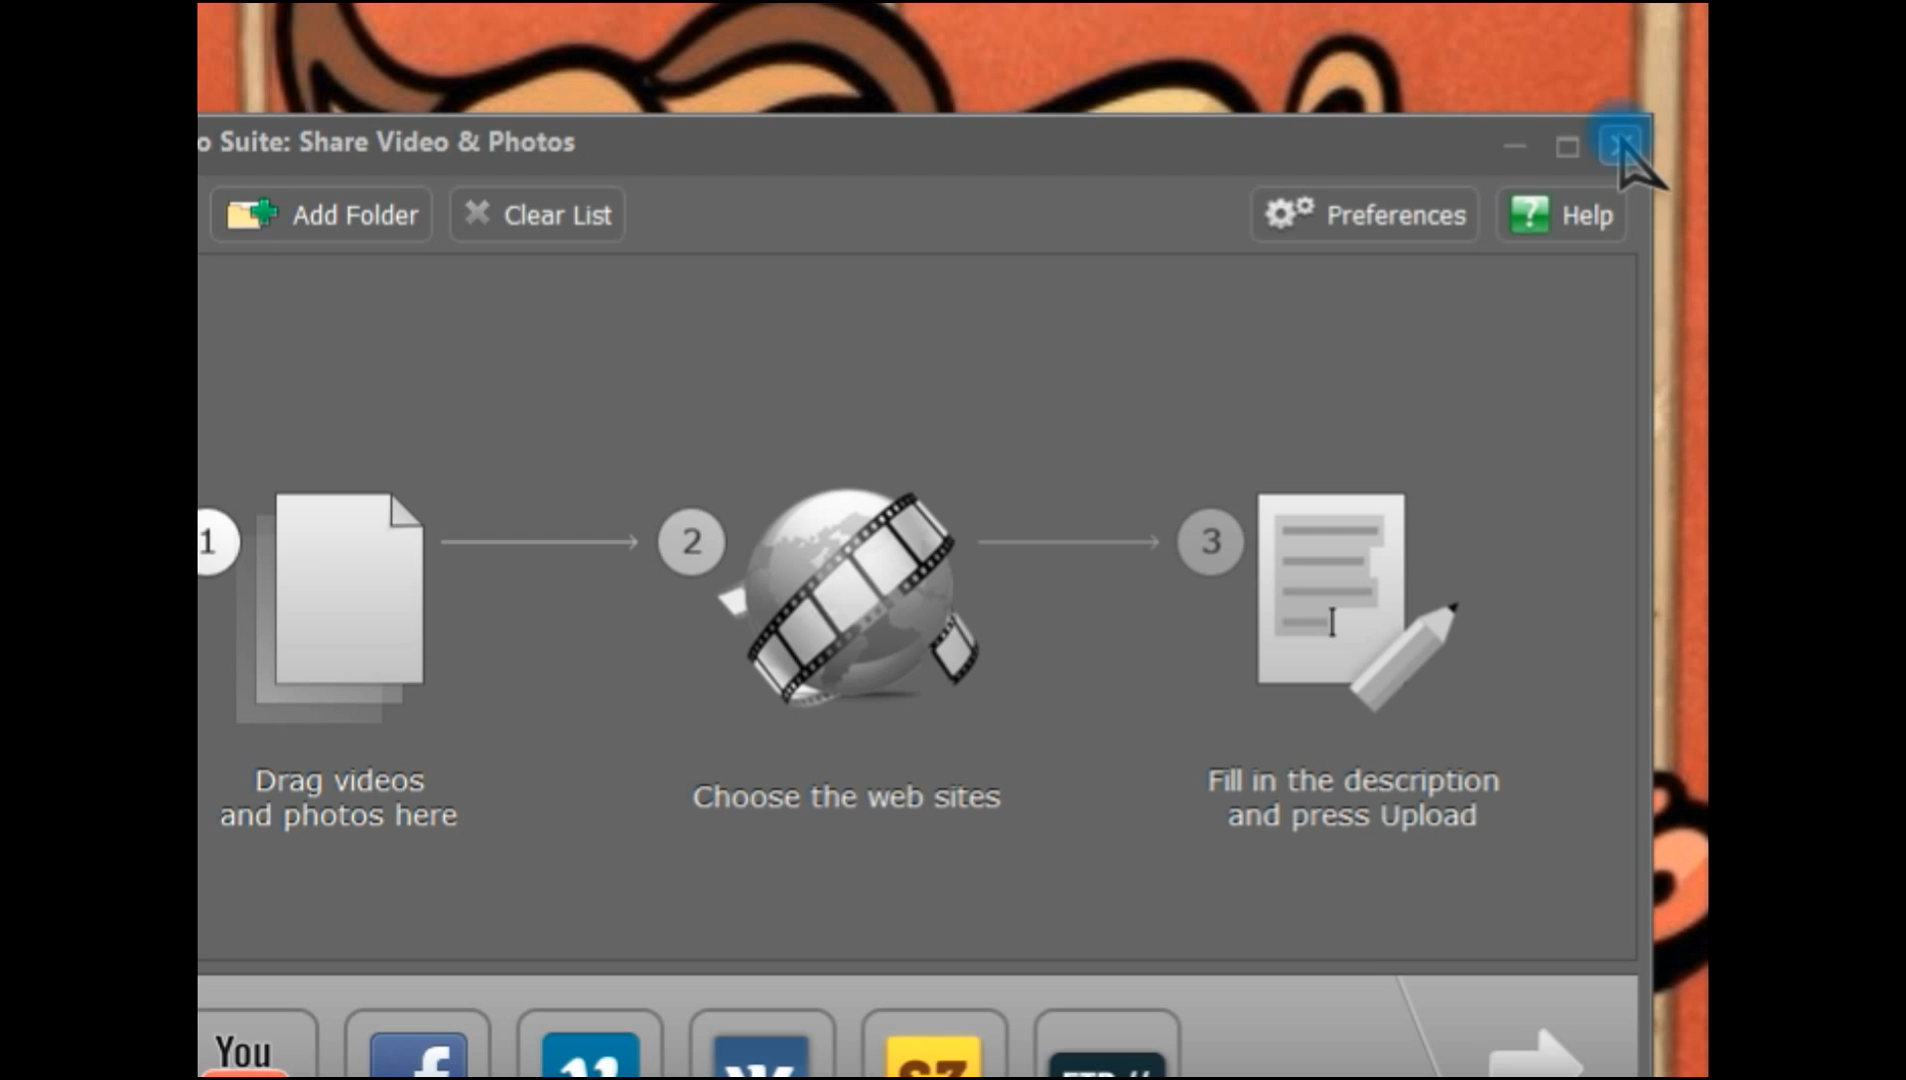 o Suite: Share Video & Photos
Add Folder
Clear List
Preferences
? Help
1
2
3
Drag videos
and photos here
Choose the web sites
Fill in the description
and press Upload
You
f